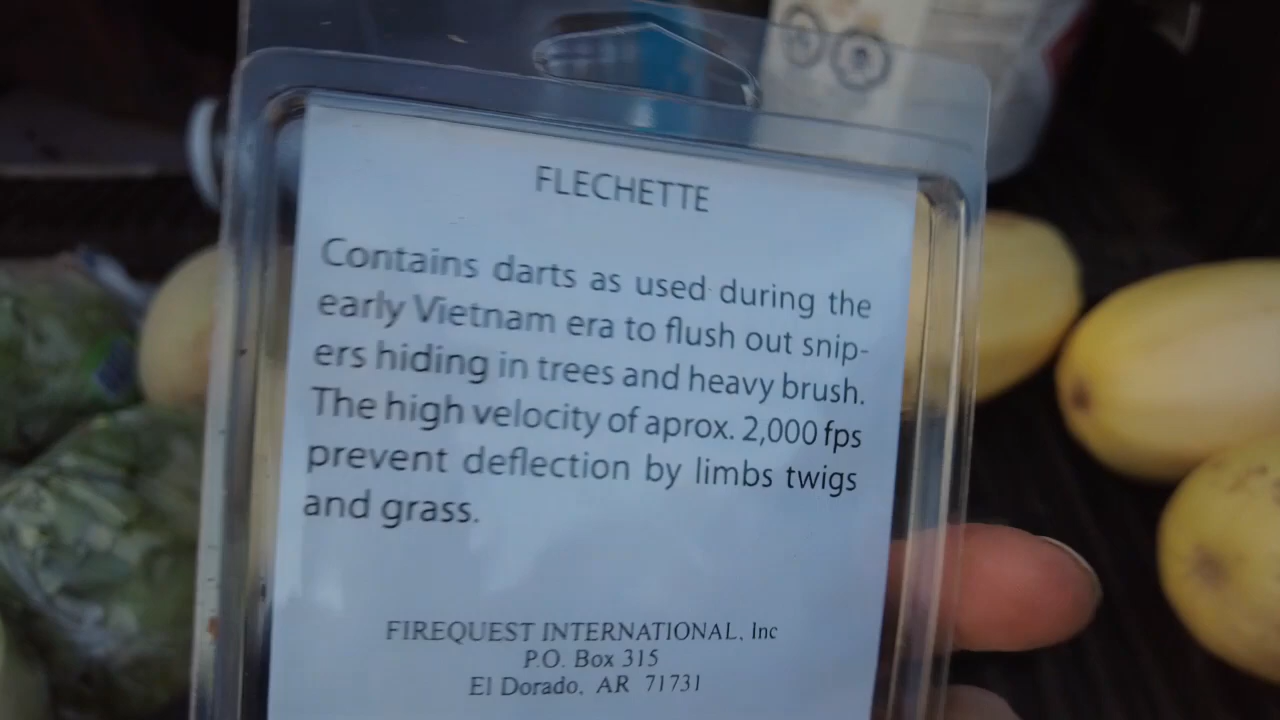 FLECHETTE
Contains darts as used during the
early Vietnam era to flush out snip-
ers hiding in trees and heavy brush.
The high velocity of aprox. 2,000 fps
prevent deflection by limbs twigs
and grass.
FIREQUEST INTERNATIONAL, Inc
P.O. Box 315
El Dorado, AR 71731